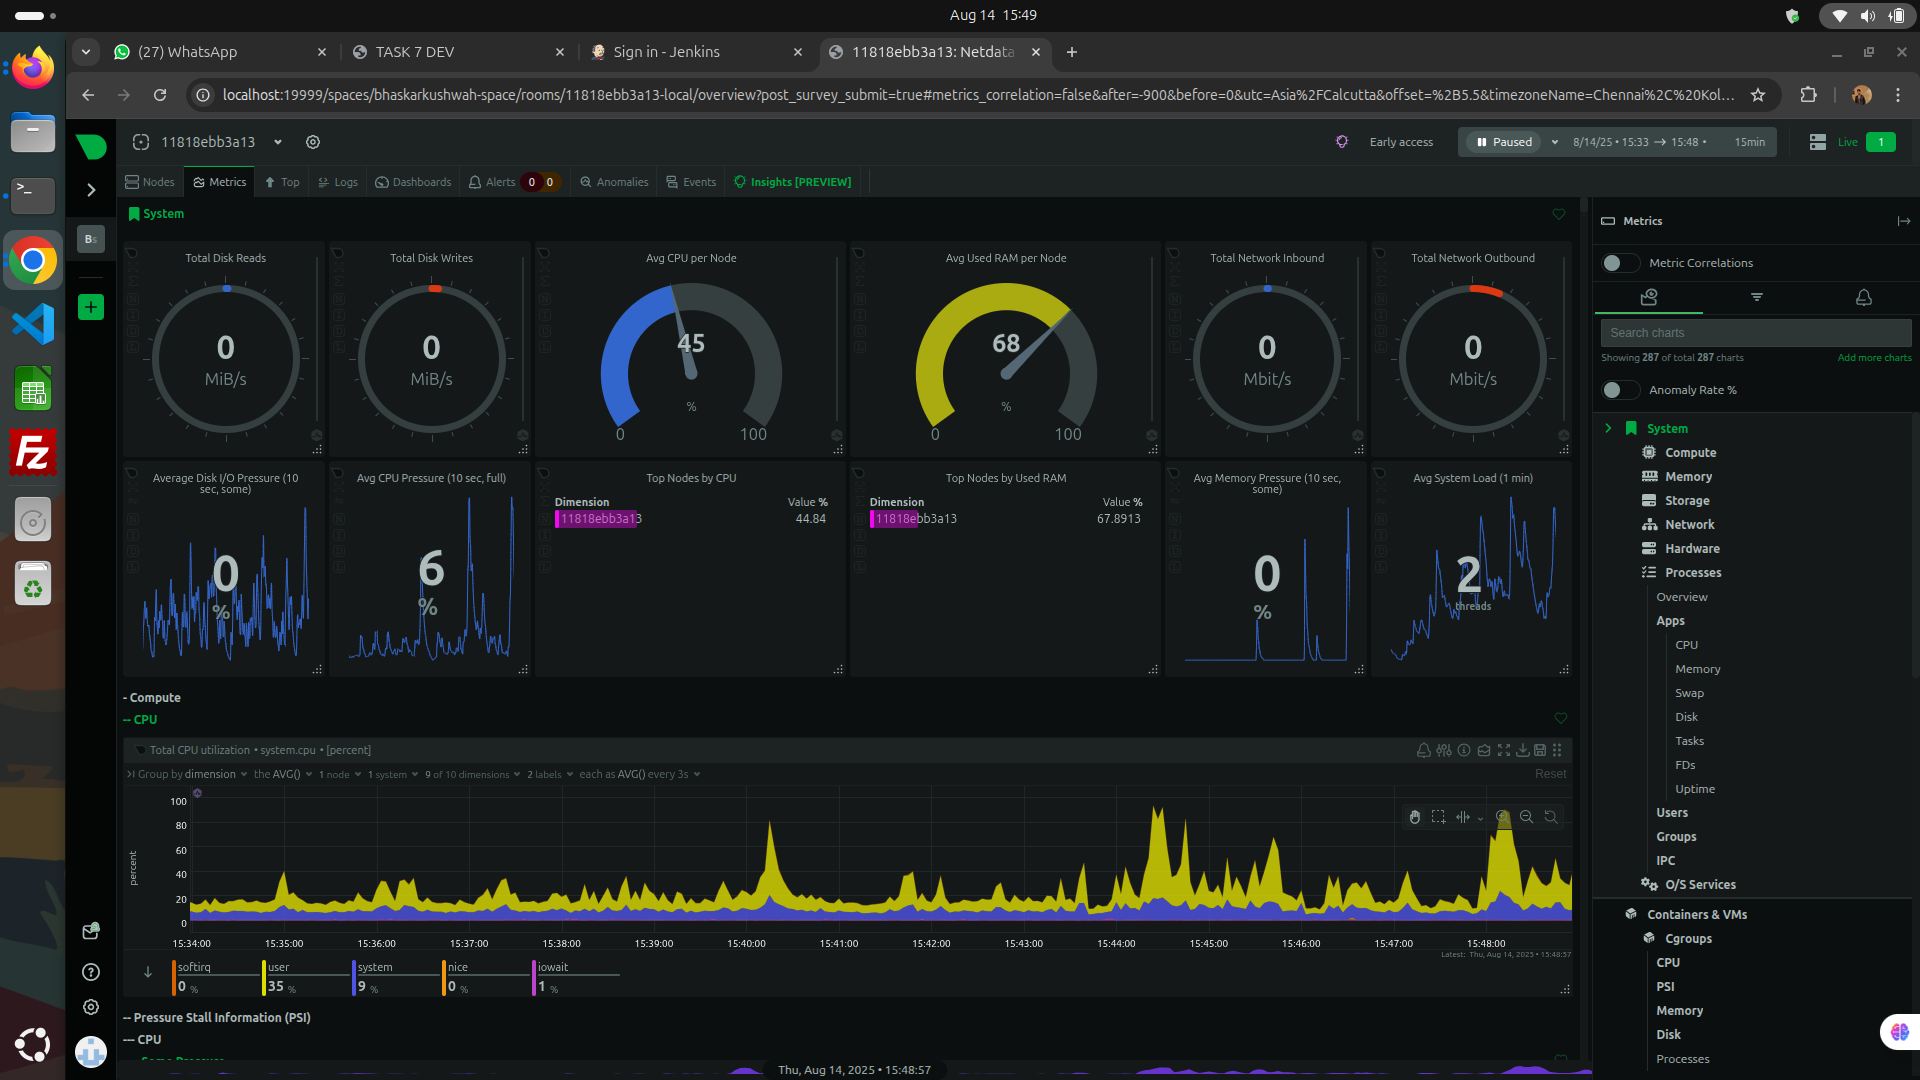 Aug 14 15:49
(27) WhatsApp
TASK 7 DEV
Sign in - Jenkins
11818ebb3a13: Netdata
localhost:19999/spaces/bhaskarkushwah-space/rooms/11818ebb3a13-local/overview?post_survey_submit=true#metrics_correlation=false&after=-900&before=0&utc=Asia%2FCalcutta&offset=%2B5.5&timezoneName=Chennai%2C%20Kol...
11818ebb3a13
Early access
Paused
8/14/25 • 15:33 → 15:48 •
15min
Live
1
Nodes
Metrics
Top
Logs
Dashboards
Alerts
0
0
Anomalies
Events
Insights [PREVIEW]
Bs
System
Total Disk Reads
0
MiB/s
Total Disk Writes
0
MiB/s
Avg CPU per Node
45
%
0
100
Avg Used RAM per Node
68
%
0
100
Total Network Inbound
0
Mbit/s
Total Network Outbound
0
Mbit/s
Average Disk I/O Pressure (10
sec, some)
0
%
Avg CPU Pressure (10 sec, full)
6
%
Top Nodes by CPU
Dimension
Value %
11818ebb3a13
44.84
Top Nodes by Used RAM
Dimension
Value %
11818ebb3a13
67.8913
Avg Memory Pressure (10 sec,
some)
0
%
Avg System Load (1 min)
2
threads
- Compute
-- CPU
Total CPU utilization • system.cpu • [percent]
Group by dimension
the AVG()
1 node
1 system
9 of 10 dimensions
2 labels
each as AVG() every 3s
Reset
percent
100
80
60
40
20
0
15:34:00
15:35:00
15:36:00
15:37:00
15:38:00
15:39:00
15:40:00
15:41:00
15:42:00
15:43:00
15:44:00
15:45:00
15:46:00
15:47:00
15:48:00
Latest: Thu, Aug 14, 2025 • 15:48:57
softirq
0 %
user
35 %
system
9 %
nice
0 %
iowait
1 %
-- Pressure Stall Information (PSI)
--- CPU
Thu, Aug 14, 2025 • 15:48:57
Metrics
Metric Correlations
Search charts
Showing 287 of total 287 charts
Add more charts
Anomaly Rate %
System
Compute
Memory
Storage
Network
Hardware
Processes
Overview
Apps
CPU
Memory
Swap
Disk
Tasks
FDs
Uptime
Users
Groups
IPC
O/S Services
Containers & VMs
Cgroups
CPU
PSI
Memory
Disk
Processes